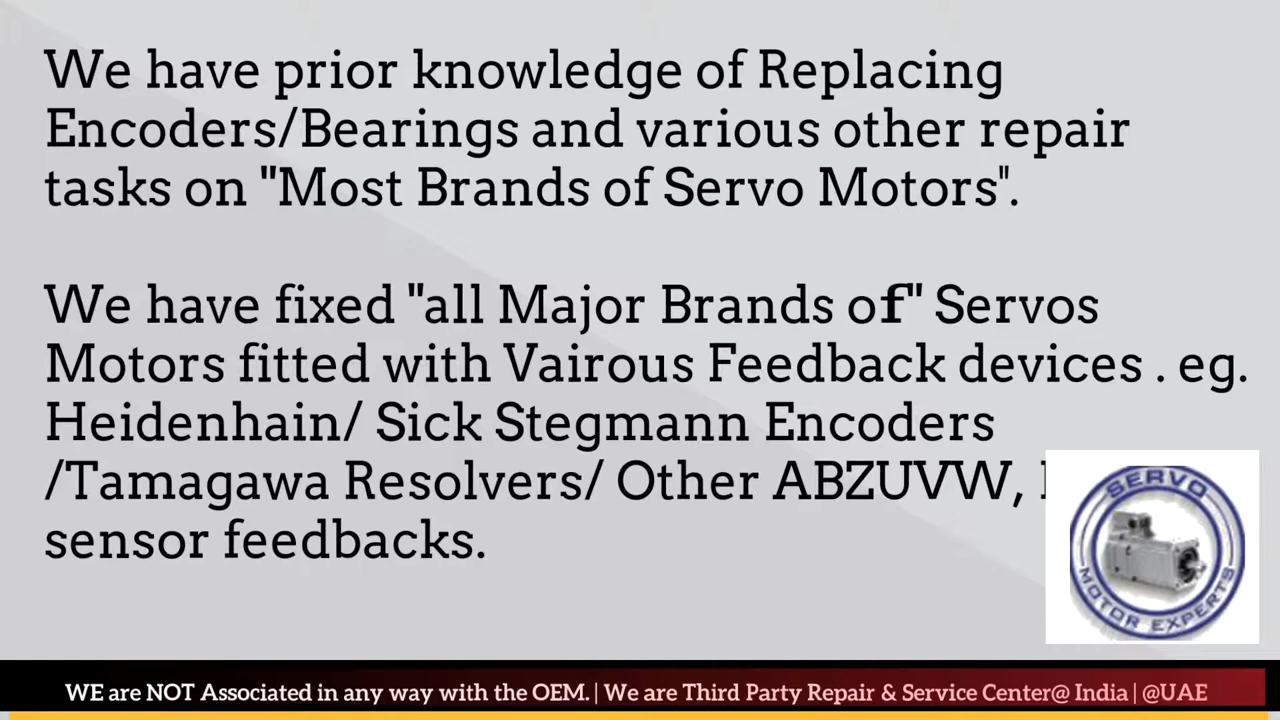 We have prior knowledge of Replacing
Encoders/Bearings and various other repair
tasks on "Most Brands of Servo Motors".
We have fixed "all Major Brands of" Servos
Motors fitted with Vairous Feedback devices . eg.
Heidenhain/ Sick Stegmann Encoders
/Tamagawa Resolvers/ Other ABZUVW,
sensor feedbacks.
SERVO
MOTOR EXPERTS
WE are NOT Associated in any way with the OEM. | We are Third Party Repair & Service Center@ India | @UAE